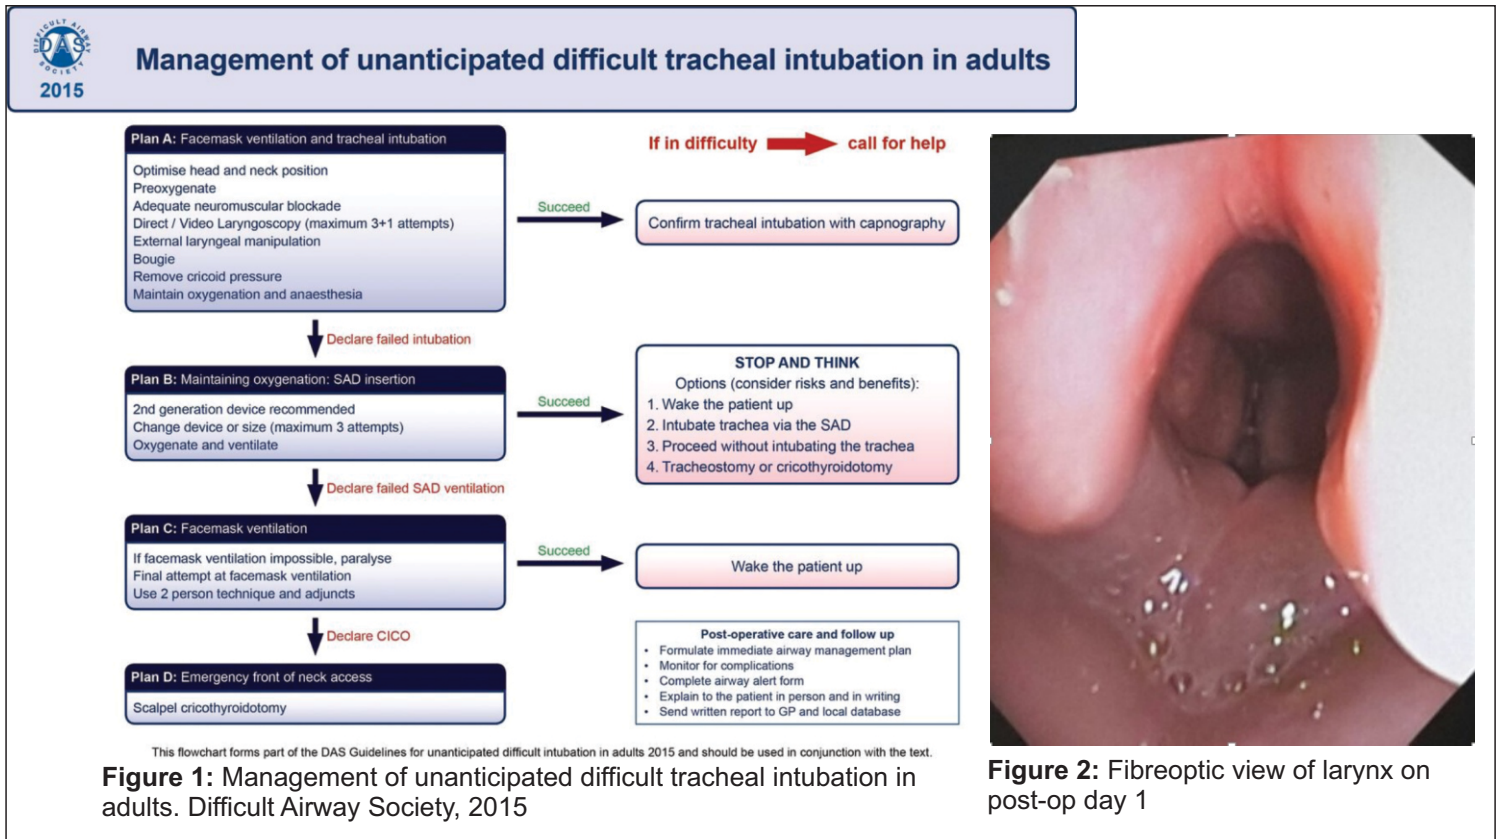 DIFFICULT AIRWAY
DAS
SOCIETY
2015
Management of unanticipated difficult tracheal intubation in adults
Plan A: Facemask ventilation and tracheal intubation
Optimise head and neck position
Preoxygenate
Adequate neuromuscular blockade
Direct / Video Laryngoscopy (maximum 3+1 attempts)
External laryngeal manipulation
Bougie
Remove cricoid pressure
Maintain oxygenation and anaesthesia
If in difficulty call for help
Succeed
Confirm tracheal intubation with capnography
Declare failed intubation
Plan B: Maintaining oxygenation: SAD insertion
2nd generation device recommended
Change device or size (maximum 3 attempts)
Oxygenate and ventilate
Succeed
STOP AND THINK
Options (consider risks and benefits):
1. Wake the patient up
2. Intubate trachea via the SAD
3. Proceed without intubating the trachea
4. Tracheostomy or cricothyroidotomy
Declare failed SAD ventilation
Plan C: Facemask ventilation
If facemask ventilation impossible, paralyse
Final attempt at facemask ventilation
Use 2 person technique and adjuncts
Succeed
Wake the patient up
Declare CICO
Plan D: Emergency front of neck access
Scalpel cricothyroidotomy
Post-operative care and follow up
• Formulate immediate airway management plan
• Monitor for complications
• Complete airway alert form
• Explain to the patient in person and in writing
• Send written report to GP and local database
This flowchart forms part of the DAS Guidelines for unanticipated difficult intubation in adults 2015 and should be used in conjunction with the text.
Figure 1: Management of unanticipated difficult tracheal intubation in
adults. Difficult Airway Society, 2015
Figure 2: Fibreoptic view of larynx on
post-op day 1